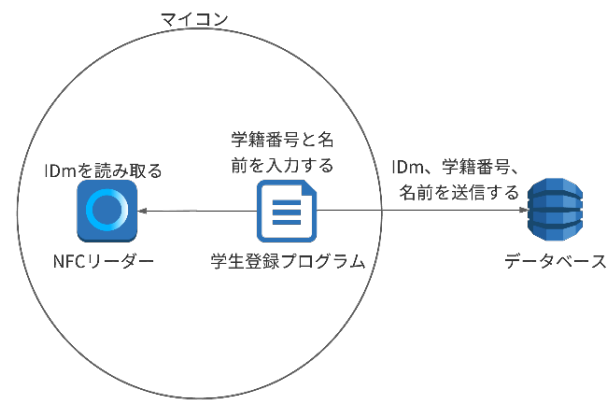 マイコン
学籍番号と名
前を入力する
IDmを読み取る
IDm、学籍番号、
名前を送信する
NFCリーダー
学生登録プログラム
データベース